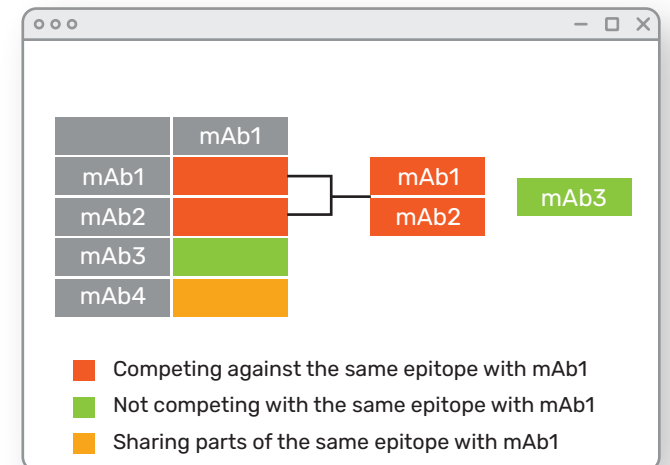 mAb1
mAb1
mAb2
mAb3
mAb4
mAb1
mAb2
mAb3
Competing against the same epitope with mAb1
Not competing with the same epitope with mAb1
Sharing parts of the same epitope with mAb1